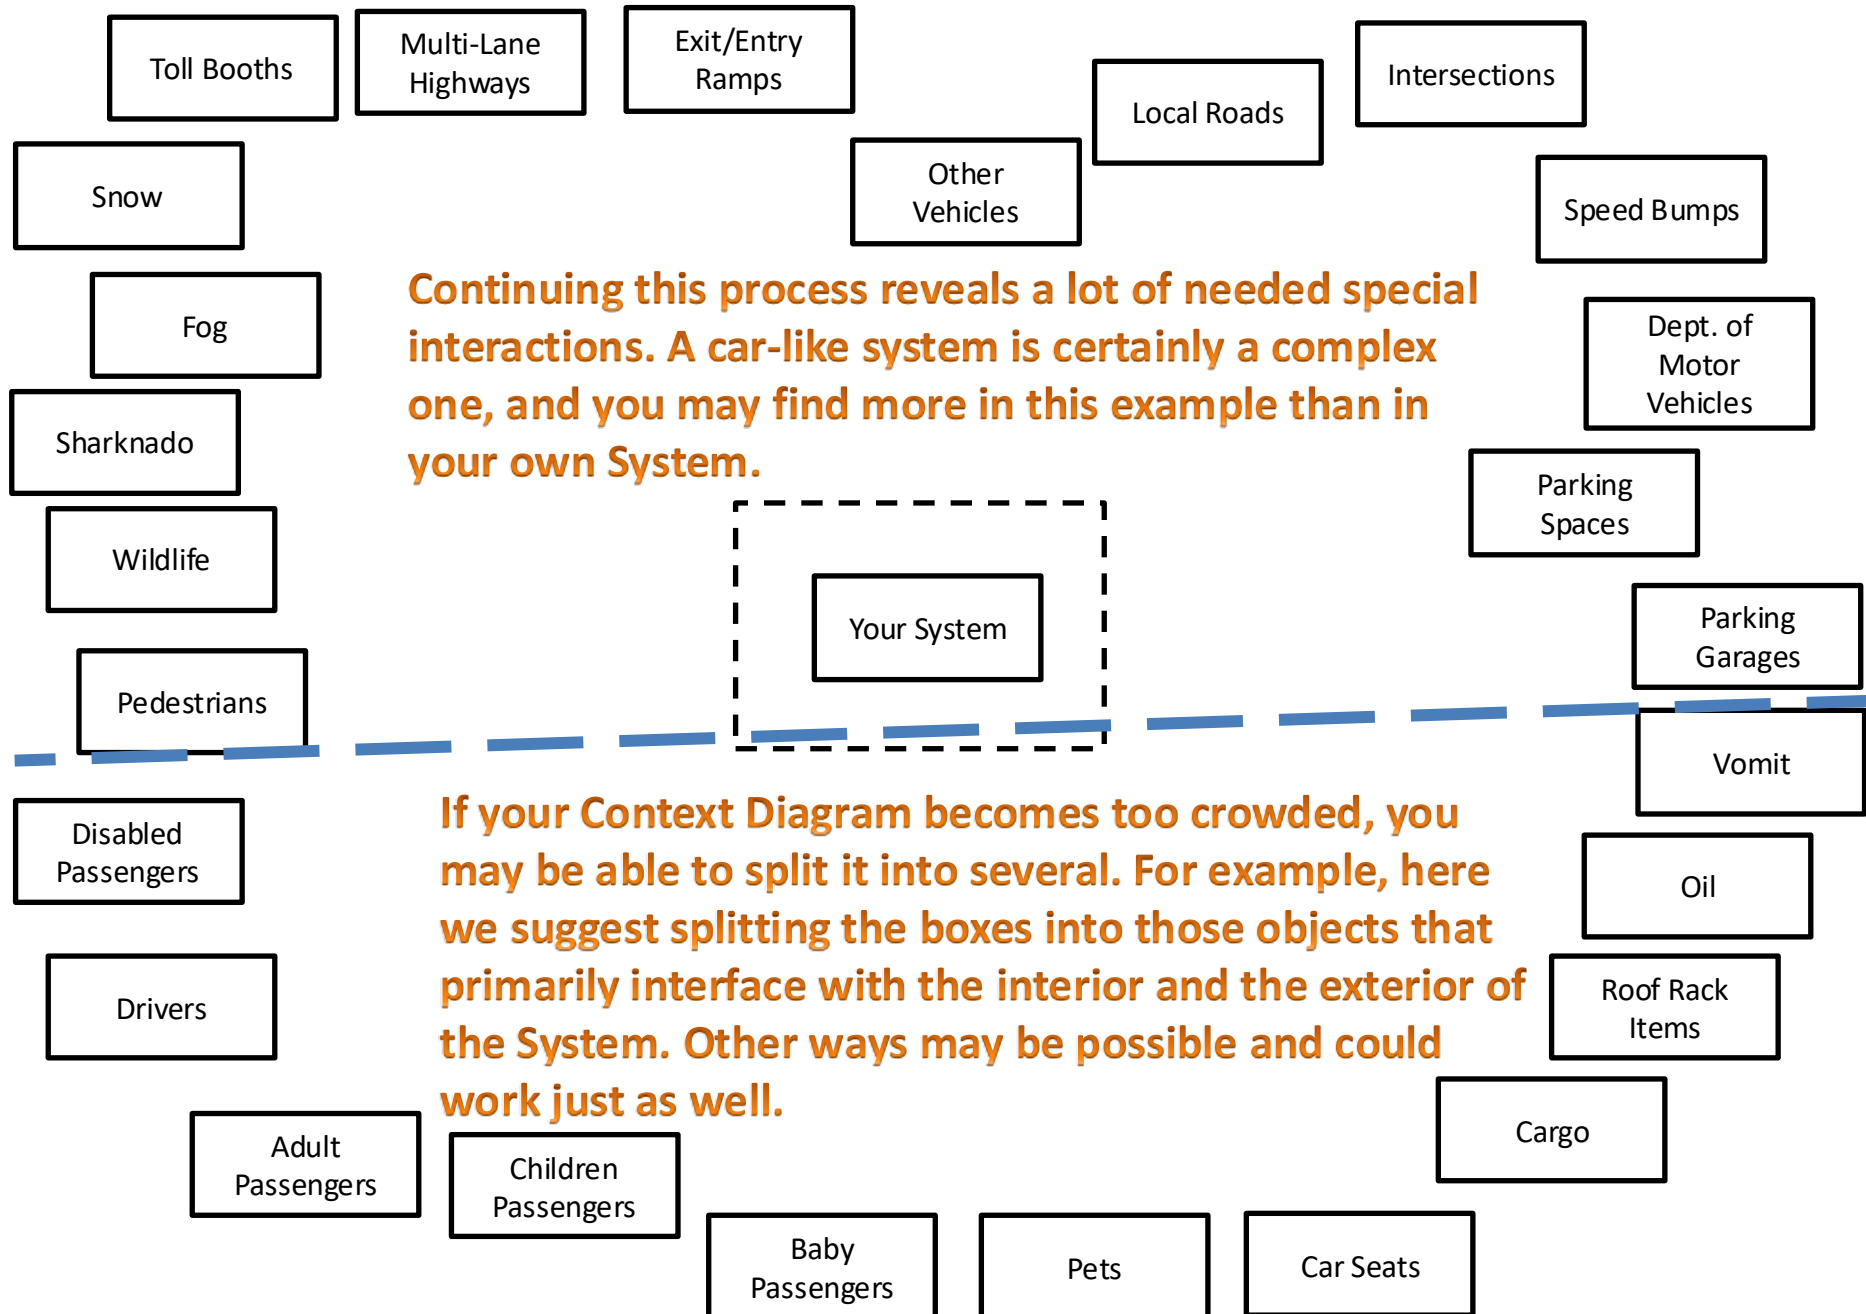 Toll Booths
Multi-Lane
Highways
Exit/Entry
Ramps
Local Roads
Intersections
Snow
Other
Vehicles
Speed Bumps
Continuing this process reveals a lot of needed special
interactions. A car-like system is certainly a complex
one, and you may find more in this example than in
your own System.
Fog
Dept. of
Motor
Vehicles
Sharknado
Parking
Spaces
Wildlife
Your System
Parking
Garages
Pedestrians
Vomit
Disabled
Passengers
If your Context Diagram becomes too crowded, you
may be able to split it into several. For example, here
we suggest splitting the boxes into those objects that
primarily interface with the interior and the exterior of
the System. Other ways may be possible and could
work just as well.
Oil
Drivers
Roof Rack
Items
Cargo
Adult
Passengers
Children
Passengers
Baby
Passengers
Pets
Car Seats